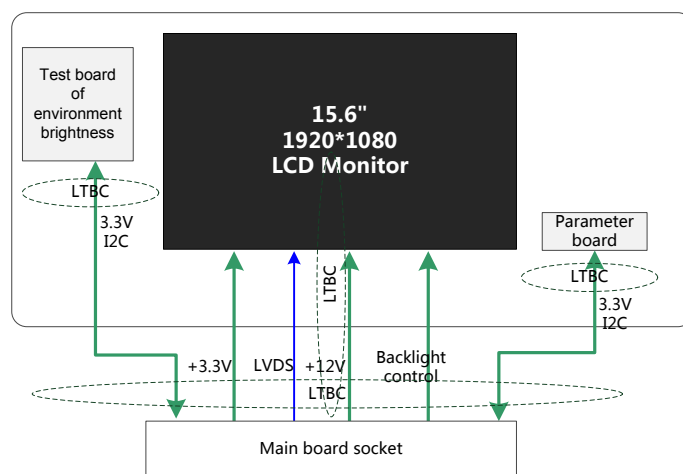 Test board
of
environment
brightness
15.6"
1920*1080
LCD Monitor
LTBC
3.3V
I2C
Parameter
board
LTBC
LTBC
3.3V
I2C
+3.3V
LVDS
+12V
Backlight
control
LTBC
Main board socket